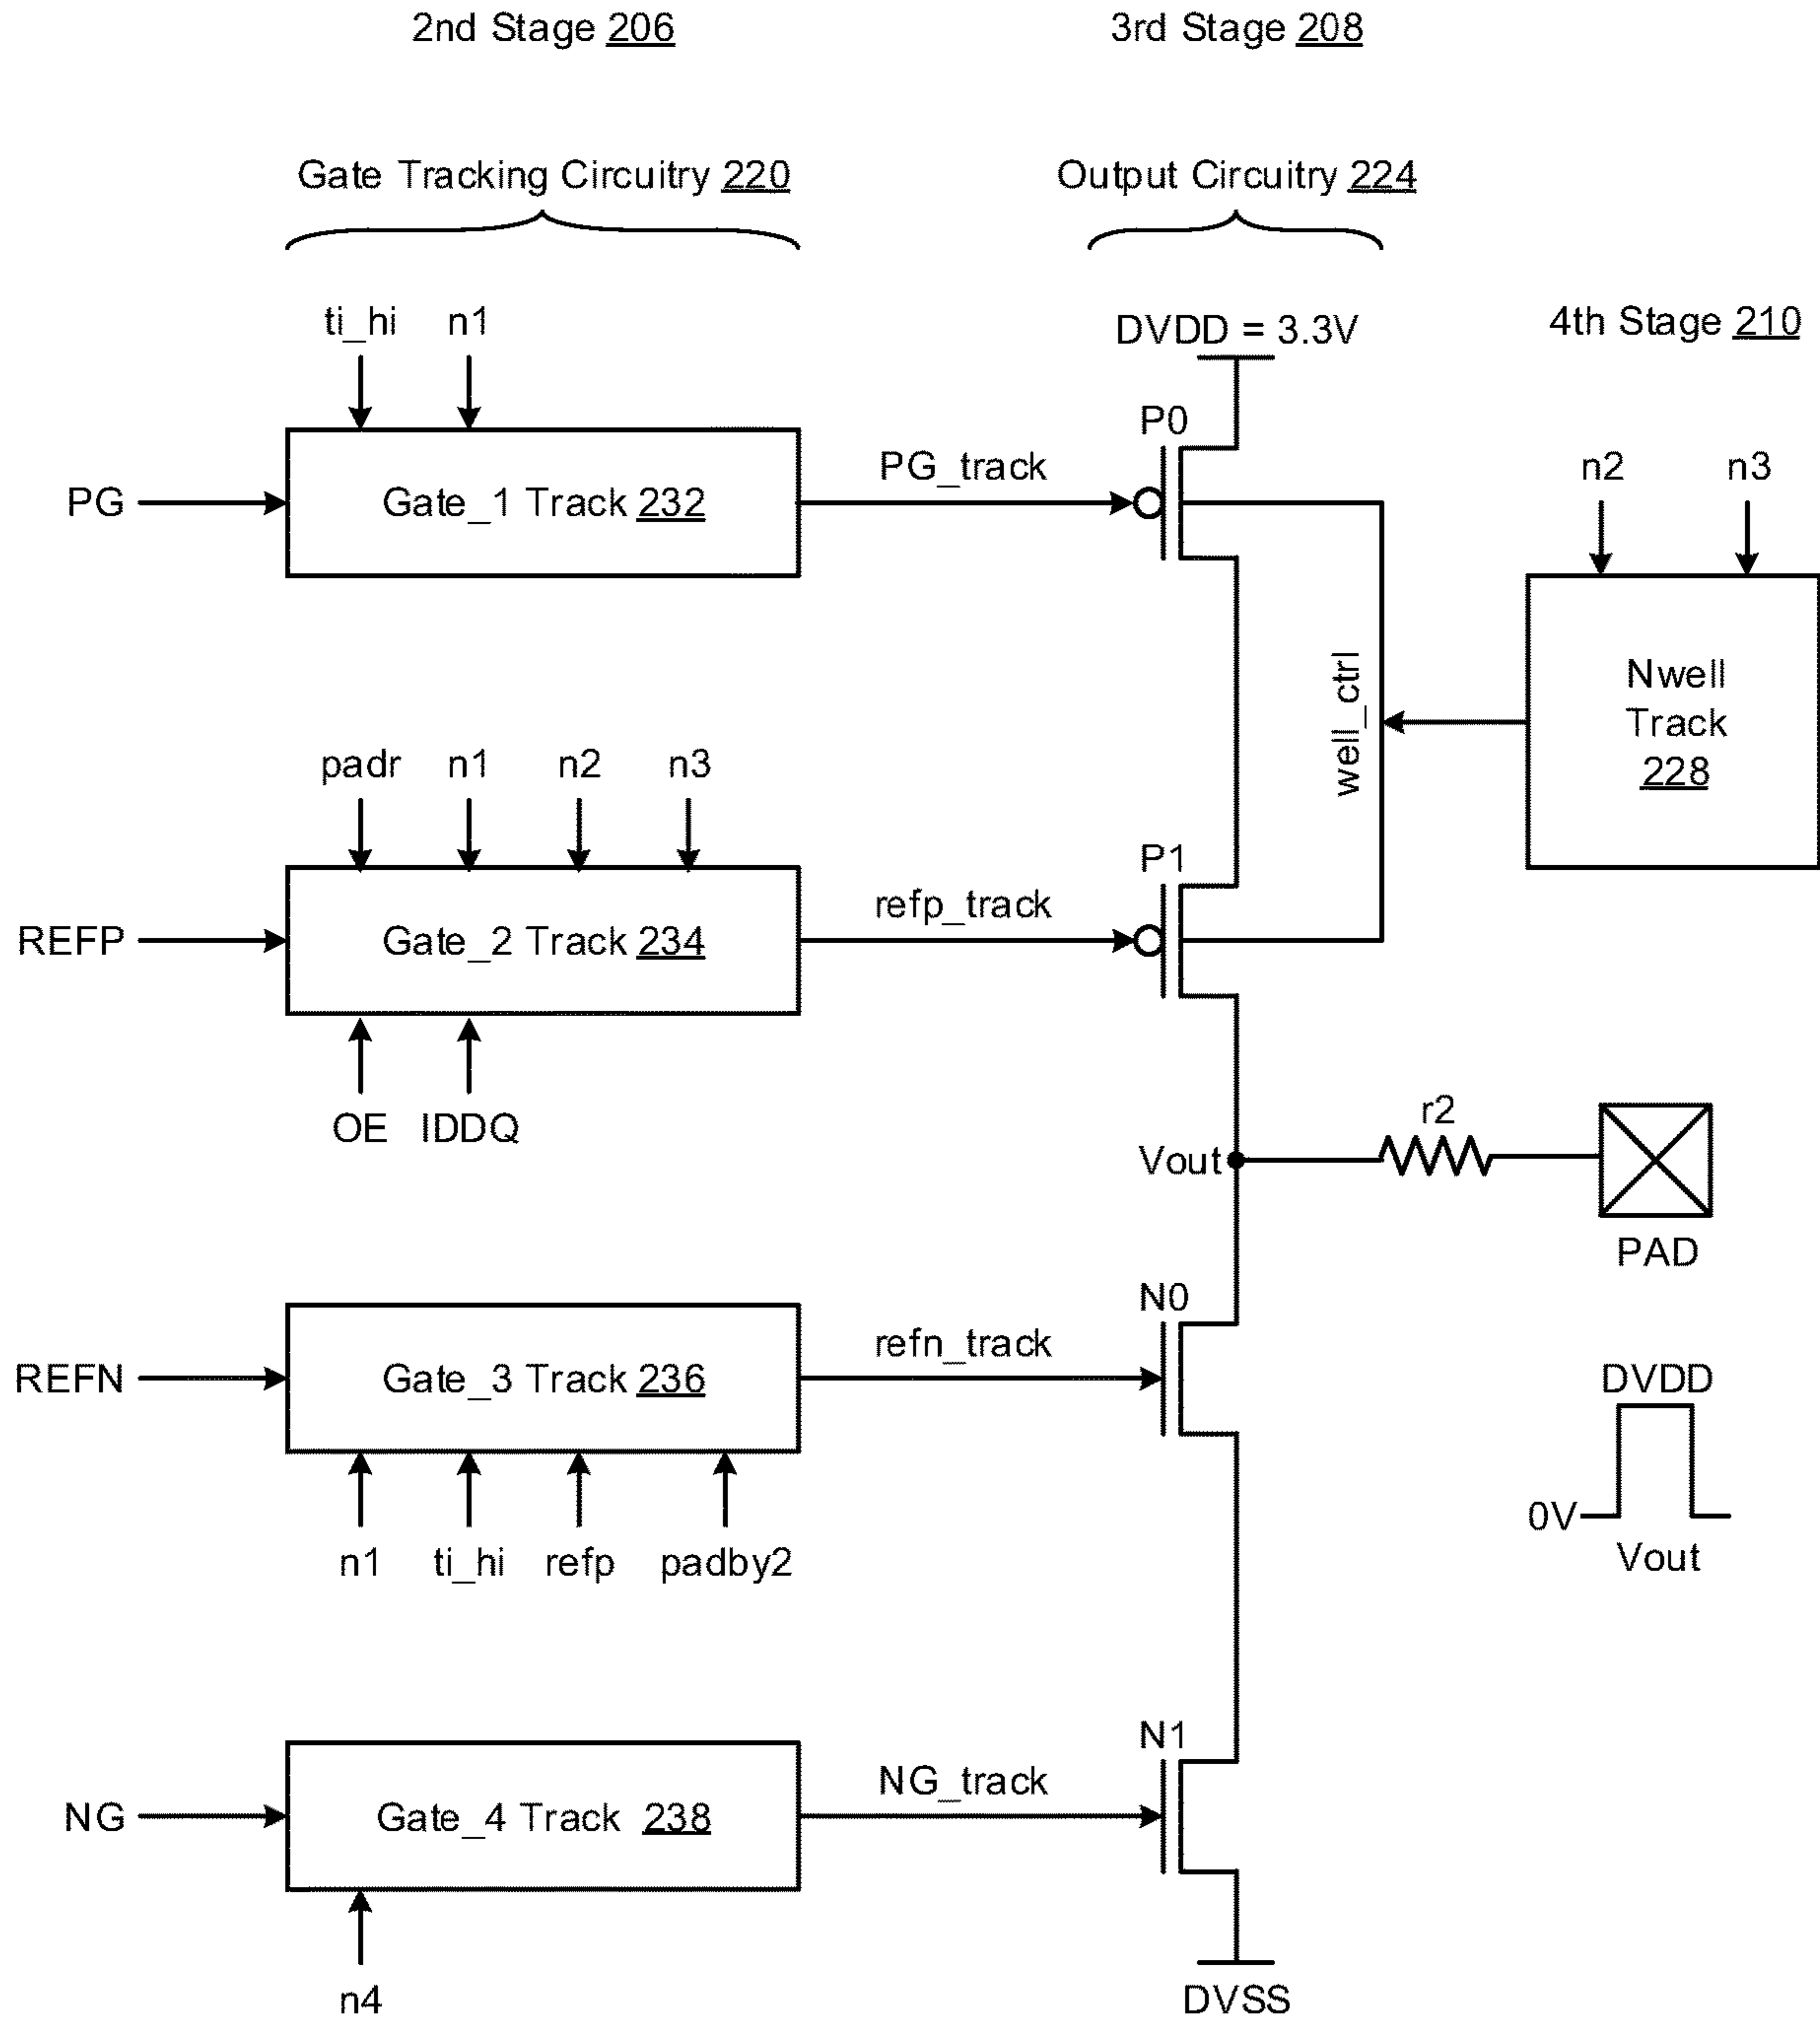 2nd Stage 206
3rd Stage 208
Gate Tracking Circuitry 220
Output Circuitry 224
ti_hi
n1
DVDD = 3.3V
4th Stage 210
P0
PG
Gate_1 Track 232
PG_track
n2
n3
well_ctrl
Nwell
Track
228
padr
n1
n2
n3
P1
REFP
Gate_2 Track 234
refp_track
OE
IDDQ
Vout
r2
PAD
N0
REFN
Gate_3 Track 236
refn_track
n1
ti_hi
refp
padby2
DVDD
0V
Vout
N1
NG
Gate_4 Track 238
NG_track
n4
DVSS